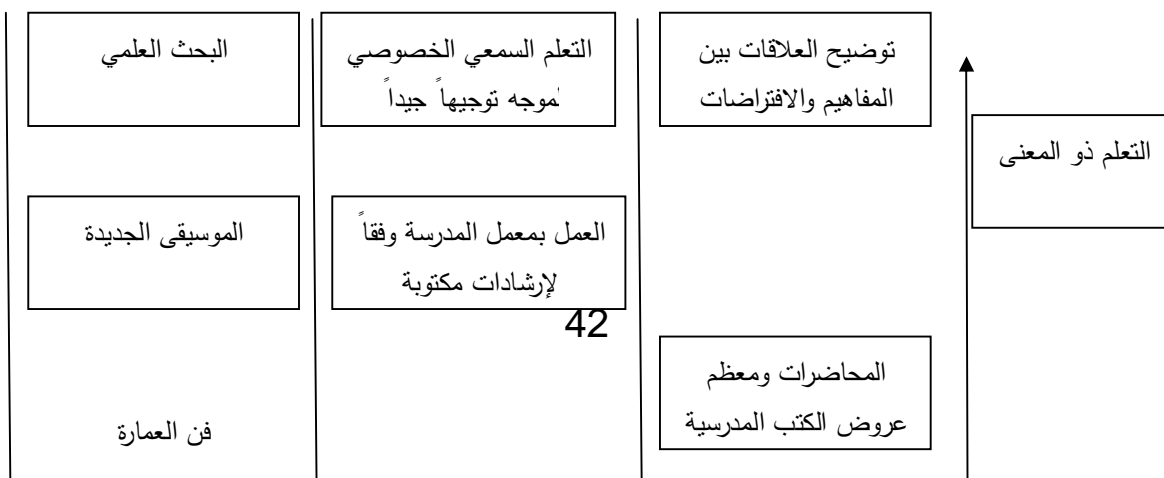 توضيح العلاقات بين
المفاهيم والافتراضات
التعلم السمعي الخصوصي
لموجه توجيهاً جيداً
البحث العلمي
التعلم ذو المعنى
العمل بمعمل المدرسة وفقاً
لإرشادات مكتوبة
الموسيقى الجديدة
42
المحاضرات ومعظم
عروض الكتب المدرسية
فن العمارة